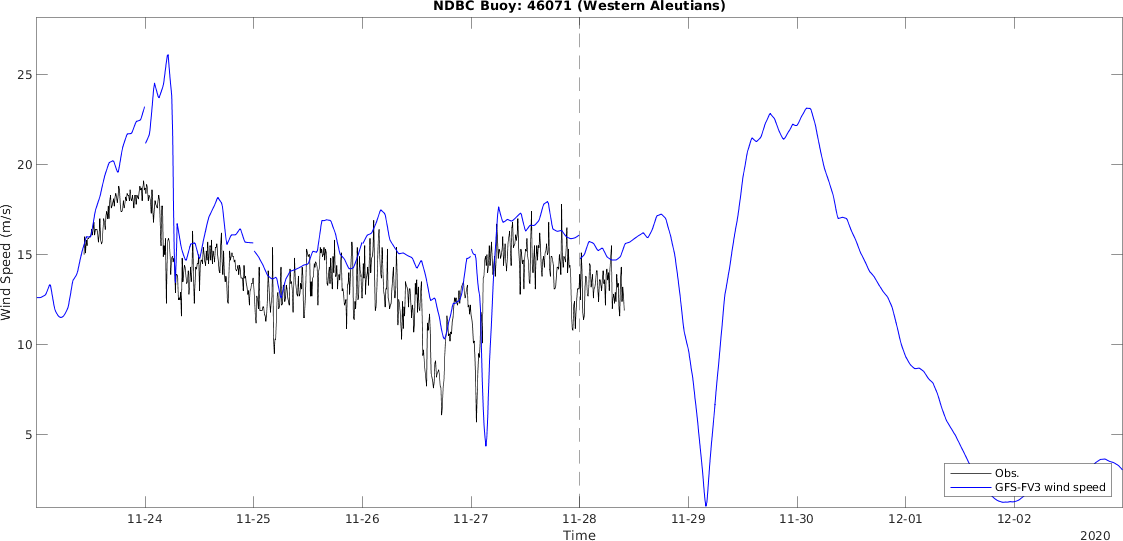 NDBC Buoy: 46071 (Western Aleutians)
25
20
15
10
5
Wind Speed (m/s)
Obs.
GFS-FV3 wind speed
11-24 11-25 11-26 11-27 11-28 11-29 11-30 12-01 12-02
Time
2020